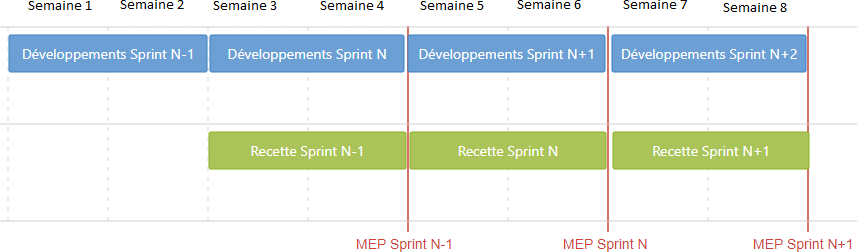 Semaine 1
Semaine 2
Semaine 3
Semaine 4
Semaine 5
Semaine 6
Semaine 7
Semaine 8
Développements Sprint N-1
Développements Sprint N
Développements Sprint N+1
Développements Sprint N+2
Recette Sprint N-1
Recette Sprint N
Recette Sprint N+1
MEP Sprint N-1
MEP Sprint N
MEP Sprint N+1